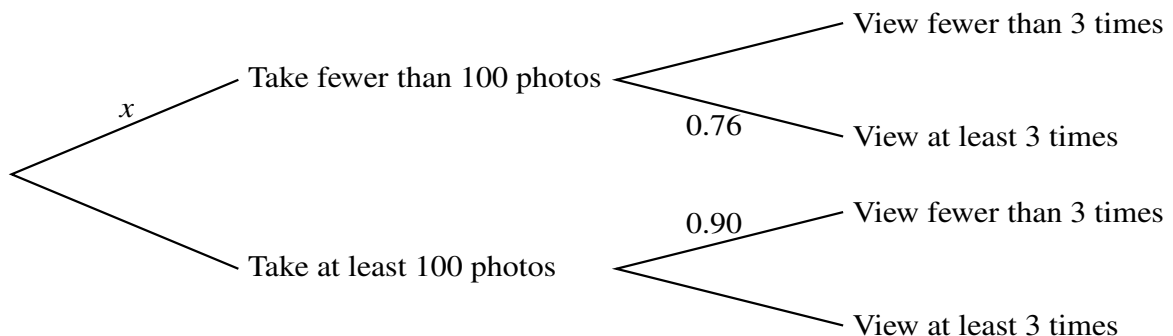 View fewer than 3 times
Take fewer than 100 photos
x
0.76
View at least 3 times
0.90
View fewer than 3 times
Take at least 100 photos
View at least 3 times